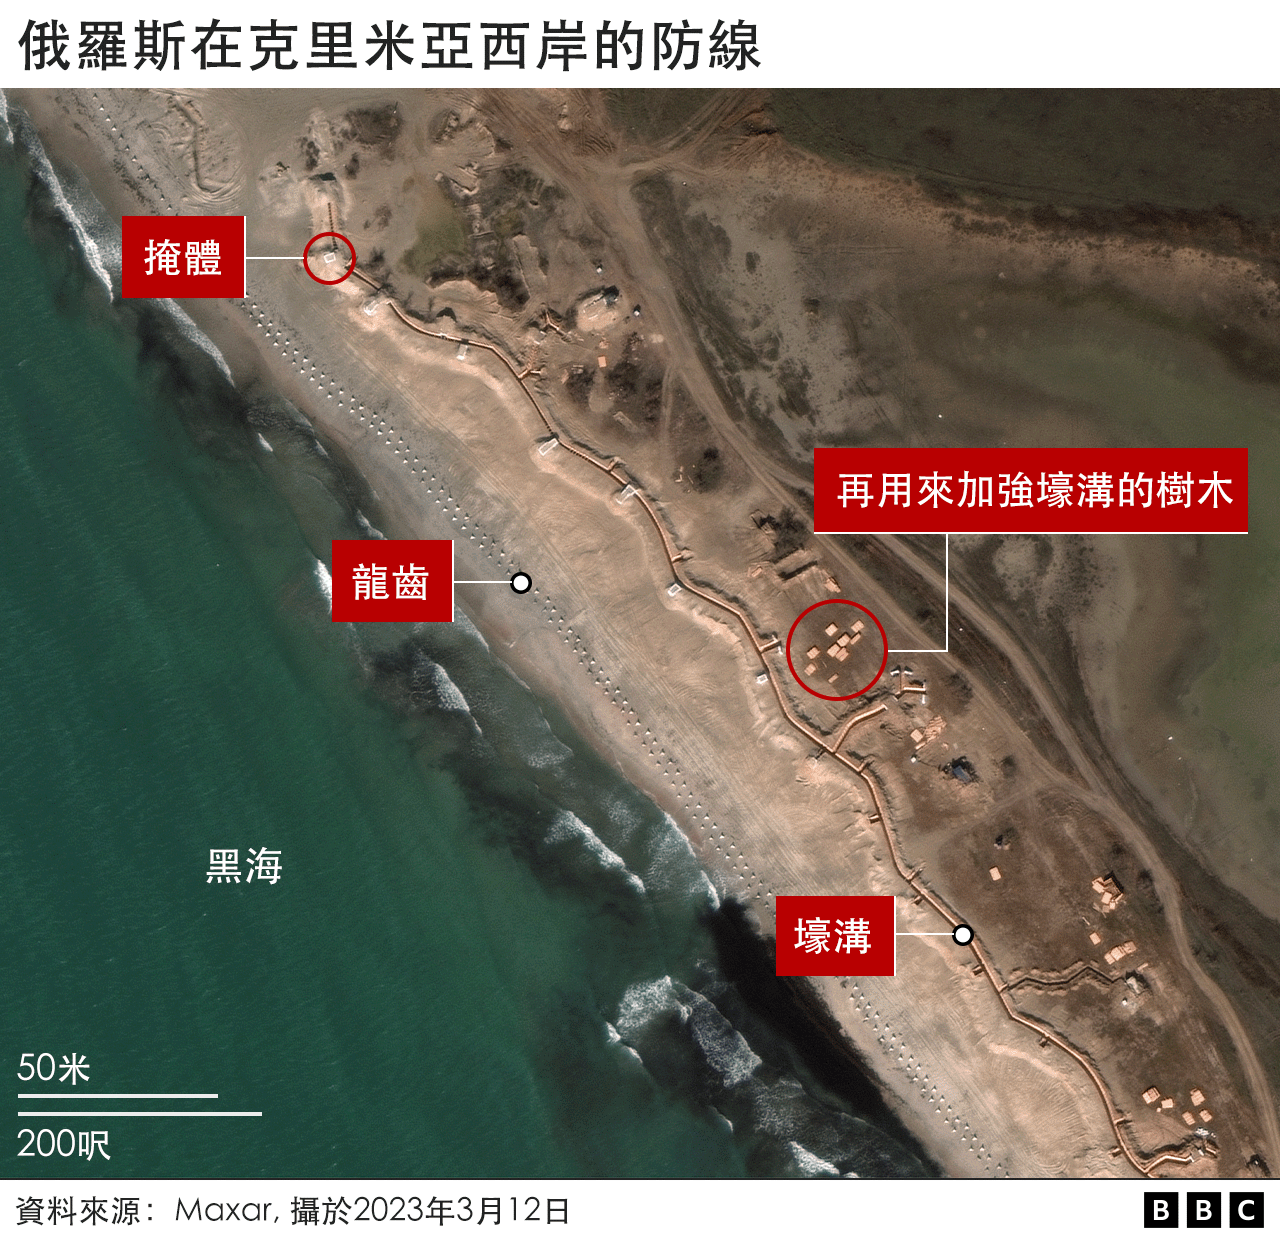 俄羅斯在克里米亞西岸的防線
掩體
再用來加強壕溝的樹木
龍齒
黑海
壕溝
50米
200呎
資料來源：Maxar, 攝於2023年3月12日
BBC